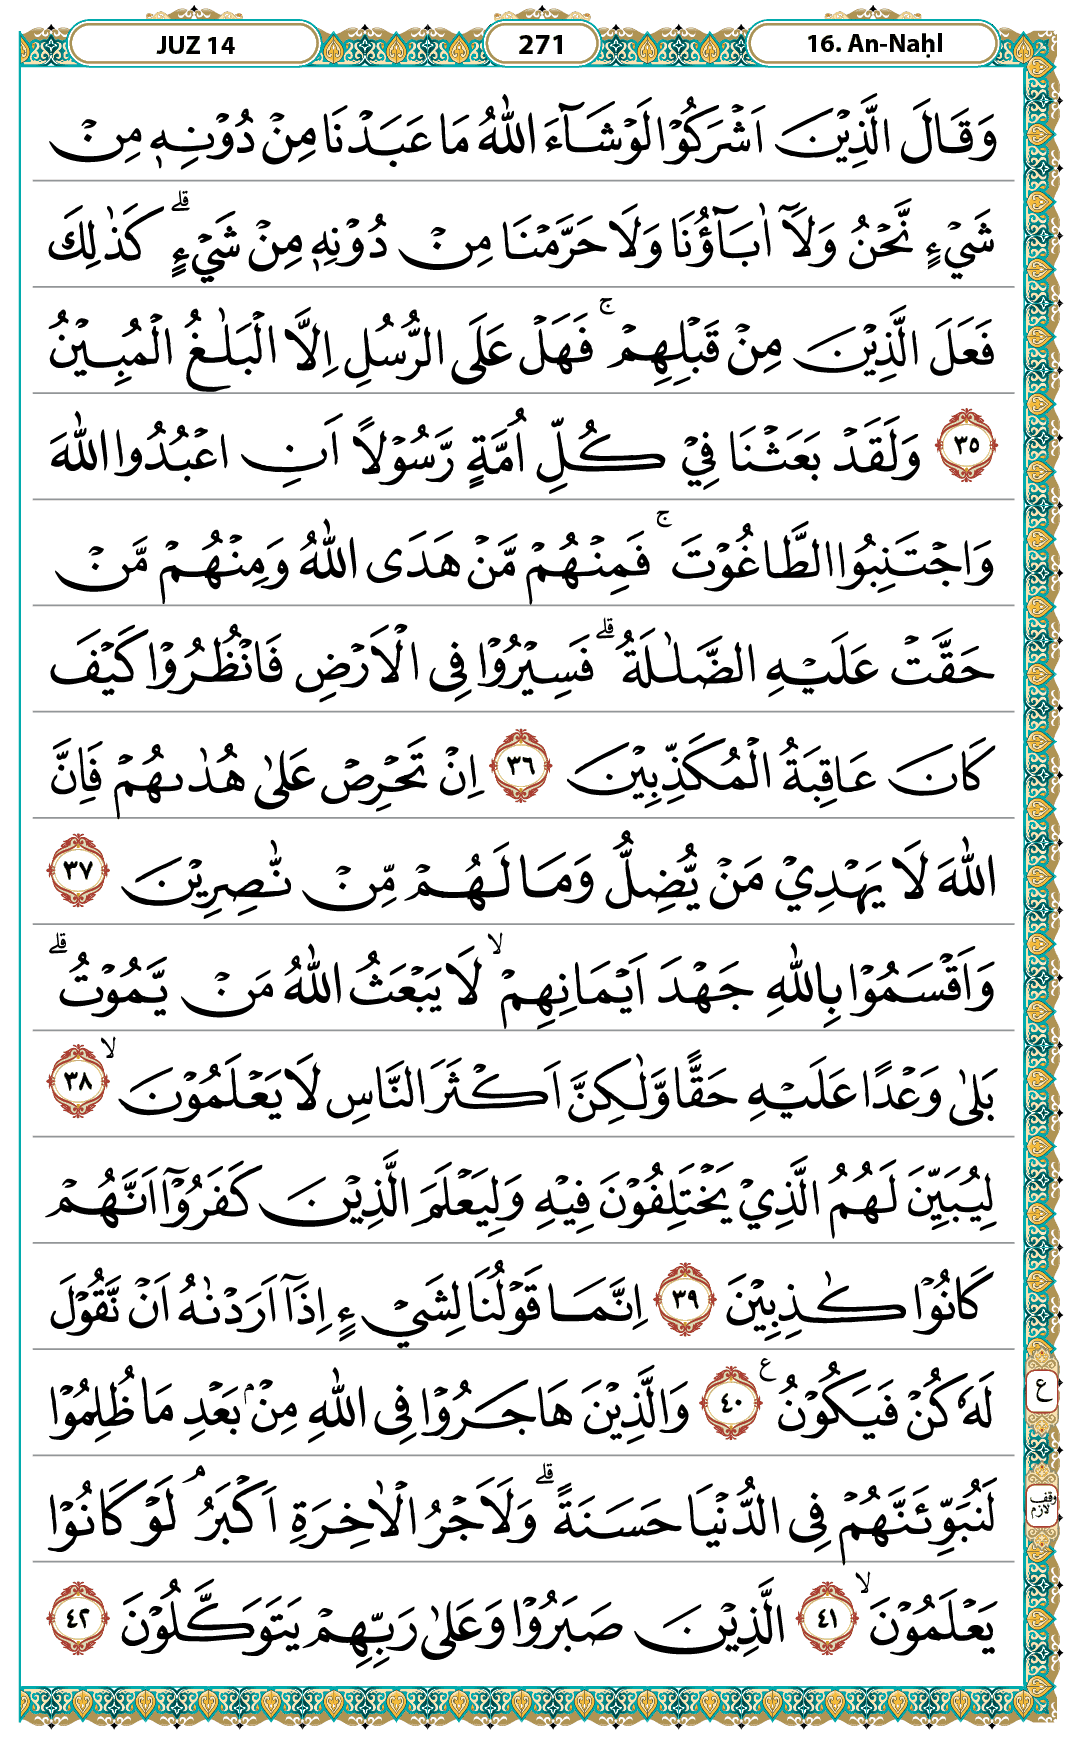 JUZ 14
271
16. An-Naḥl
وَقَالَ الَّذِيْنَ اَشْرَكُوْا لَوْ شَاۤءَ اللّٰهُ مَا عَبَدْنَا مِنْ دُوْنِهٖ مِنْ
شَيْءٍ نَّحْنُ وَلَآ اٰبَاۤؤُنَا وَلَا حَرَّمْنَا مِنْ دُوْنِهٖ مِنْ شَيْءٍ ۗ كَذٰلِكَ
فَعَلَ الَّذِيْنَ مِنْ قَبْلِهِمْ ۚ فَهَلْ عَلَى الرُّسُلِ اِلَّا الْبَلٰغُ الْمُبِيْنُ
٣٥ وَلَقَدْ بَعَثْنَا فِيْ كُلِّ اُمَّةٍ رَّسُوْلًا اَنِ اعْبُدُوا اللّٰهَ
وَاجْتَنِبُوا الطَّاغُوْتَ ۚ فَمِنْهُمْ مَّنْ هَدَى اللّٰهُ وَمِنْهُمْ مَّنْ
حَقَّتْ عَلَيْهِ الضَّلٰلَةُ ۗ فَسِيْرُوْا فِى الْاَرْضِ فَانْظُرُوْا كَيْفَ
كَانَ عَاقِبَةُ الْمُكَذِّبِيْنَ ٣٦ اِنْ تَحْرِصْ عَلٰى هُدٰىهُمْ فَاِنَّ
اللّٰهَ لَا يَهْدِيْ مَنْ يُّضِلُّ وَمَا لَهُمْ مِّنْ نّٰصِرِيْنَ ٣٧
وَاَقْسَمُوْا بِاللّٰهِ جَهْدَ اَيْمَانِهِمْ ۙ لَا يَبْعَثُ اللّٰهُ مَنْ يَّمُوْتُ ۗ
بَلٰى وَعْدًا عَلَيْهِ حَقًّا وَّلٰكِنَّ اَكْثَرَ النَّاسِ لَا يَعْلَمُوْنَ ۙ ٣٨
لِيُبَيِّنَ لَهُمُ الَّذِيْ يَخْتَلِفُوْنَ فِيْهِ وَلِيَعْلَمَ الَّذِيْنَ كَفَرُوْٓا اَنَّهُمْ
كَانُوْا كٰذِبِيْنَ ٣٩ اِنَّمَا قَوْلُنَا لِشَيْءٍ اِذَآ اَرَدْنٰهُ اَنْ نَّقُوْلَ
لَهٗ كُنْ فَيَكُوْنُ ࣖ ٤٠ وَالَّذِيْنَ هَاجَرُوْا فِى اللّٰهِ مِنْۢ بَعْدِ مَا ظُلِمُوْا
ع
لَنُبَوِّئَنَّهُمْ فِى الدُّنْيَا حَسَنَةً ۗ وَلَاَجْرُ الْاٰخِرَةِ اَكْبَرُ ۘ لَوْ كَانُوْا
وقف لازم
يَعْلَمُوْنَ ۙ ٤١ الَّذِيْنَ صَبَرُوْا وَعَلٰى رَبِّهِمْ يَتَوَكَّلُوْنَ ٤٢